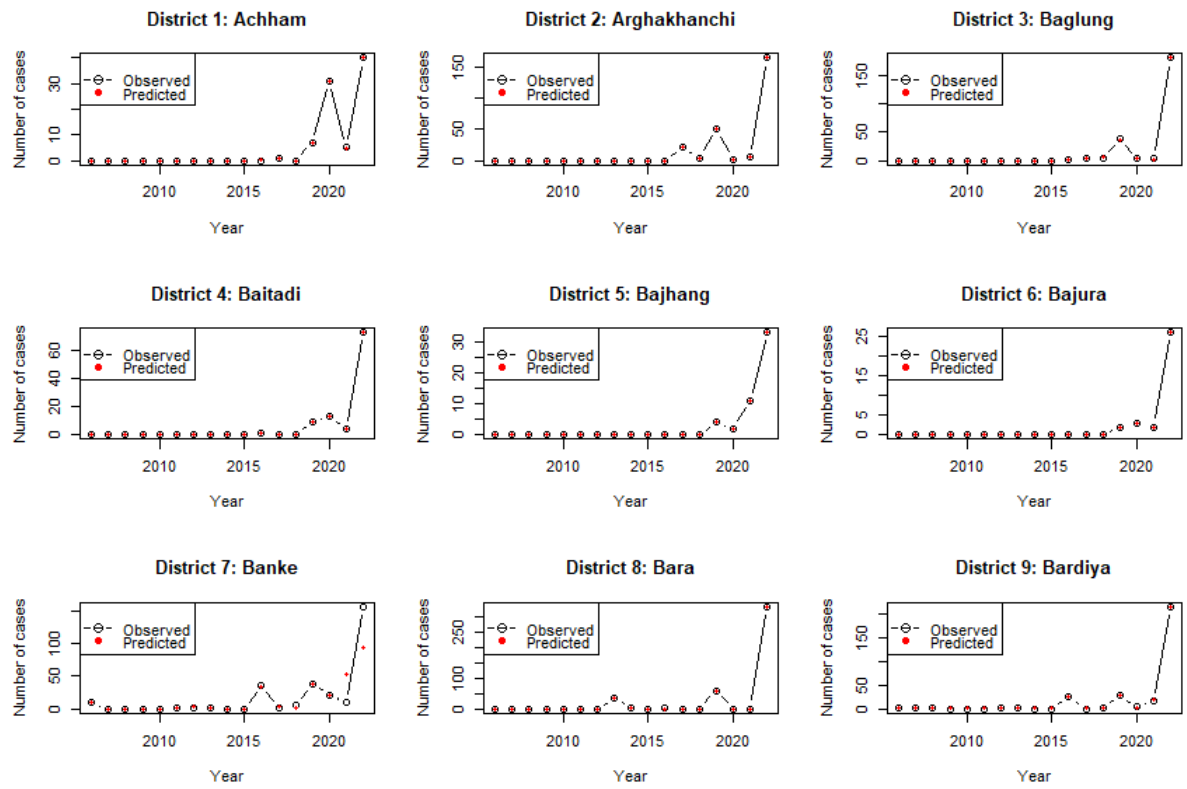 District 1: Achham
Number of cases
30
10
0
Observed
Predicted
2010
2015
2020
Year
District 2: Arghakhanchi
Number of cases
150
50
0
Observed
Predicted
2010
2015
2020
Year
District 3: Baglung
Number of cases
150
50
0
Observed
Predicted
2010
2015
2020
Year
District 4: Baitadi
Number of cases
60
40
20
0
Observed
Predicted
2010
2015
2020
Year
District 5: Bajhang
Number of cases
30
20
10
0
Observed
Predicted
2010
2015
2020
Year
District 6: Bajura
Number of cases
25
15
5
0
Observed
Predicted
2010
2015
2020
Year
District 7: Banke
Number of cases
100
50
0
Observed
Predicted
2010
2015
2020
Year
District 8: Bara
Number of cases
250
100
0
Observed
Predicted
2010
2015
2020
Year
District 9: Bardiya
Number of cases
150
50
0
Observed
Predicted
2010
2015
2020
Year